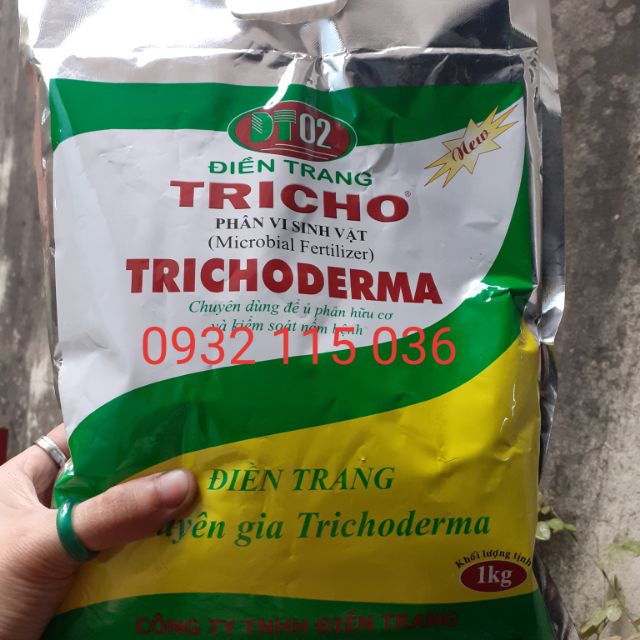 ĐT 02
New
ĐIỀN TRANG
TRICHO®
PHÂN VI SINH VẬT
(Microbial Fertilizer)
TRICHODERMA
Chuyên dùng để ủ phân hữu cơ
và kiểm soát nấm bệnh
0932 115 036
ĐIỀN TRANG
yên gia Trichoderma
Khối lượng tịnh
1kg
CÔNG TY TNHH ĐIỀN TRANG